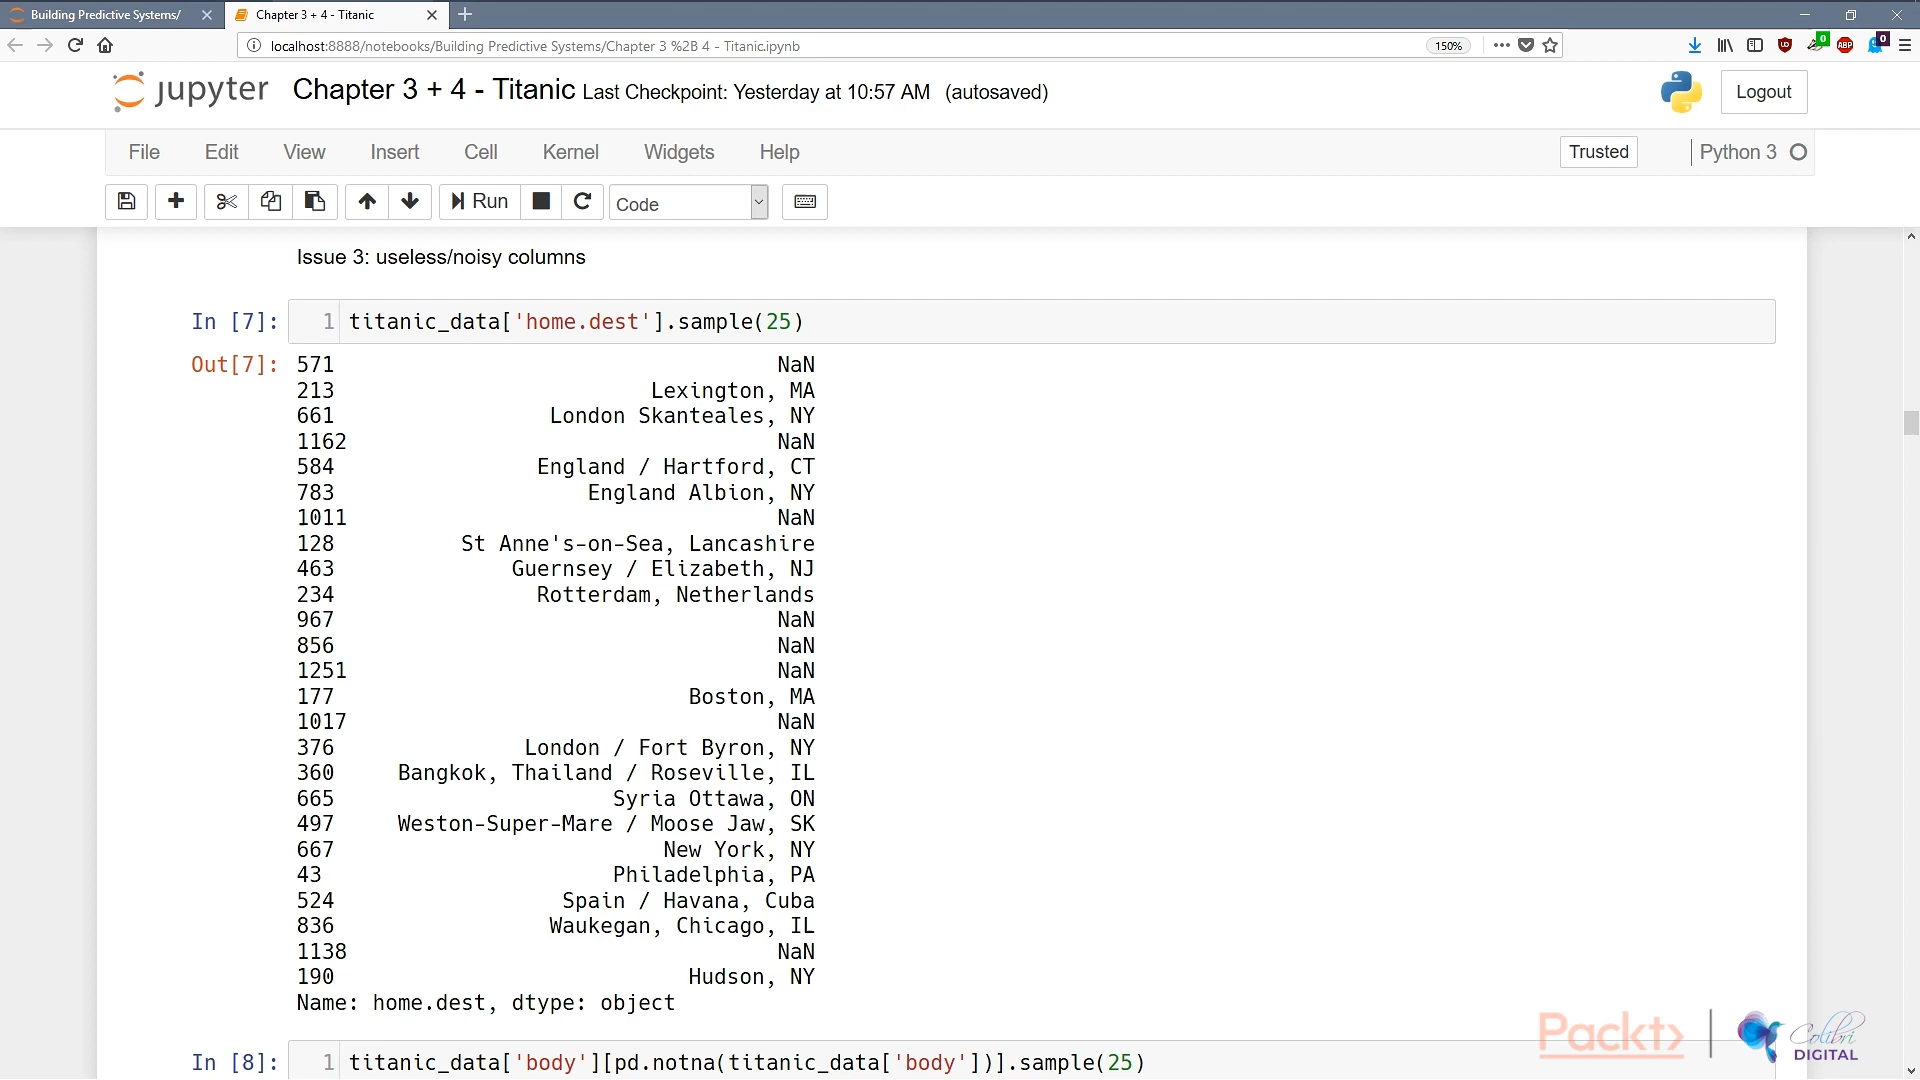 Building Predictive Systems/
Chapter 3 + 4 - Titanic
localhost:8888/notebooks/Building Predictive Systems/Chapter 3 %2B 4 - Titanic.ipynb
150%
0
ABP
0
jupyter
Chapter 3 + 4 - Titanic Last Checkpoint: Yesterday at 10:57 AM (autosaved)
Logout
File Edit View Insert Cell Kernel Widgets Help
Trusted
Python 3
Run
Code
Issue 3: useless/noisy columns
In [7]: 1 titanic_data['home.dest'].sample(25)
Out[7]: 571 NaN
213 Lexington, MA
661 London Skanteales, NY
1162 NaN
584 England / Hartford, CT
783 England Albion, NY
1011 NaN
128 St Anne's-on-Sea, Lancashire
463 Guernsey / Elizabeth, NJ
234 Rotterdam, Netherlands
967 NaN
856 NaN
1251 NaN
177 Boston, MA
1017 NaN
376 London / Fort Byron, NY
360 Bangkok, Thailand / Roseville, IL
665 Syria Ottawa, ON
497 Weston-Super-Mare / Moose Jaw, SK
667 New York, NY
43 Philadelphia, PA
524 Spain / Havana, Cuba
836 Waukegan, Chicago, IL
1138 NaN
190 Hudson, NY
Name: home.dest, dtype: object
In [8]: 1 titanic_data['body'][pd.notna(titanic_data['body'])].sample(25)
Packt>
Colibri
DIGITAL